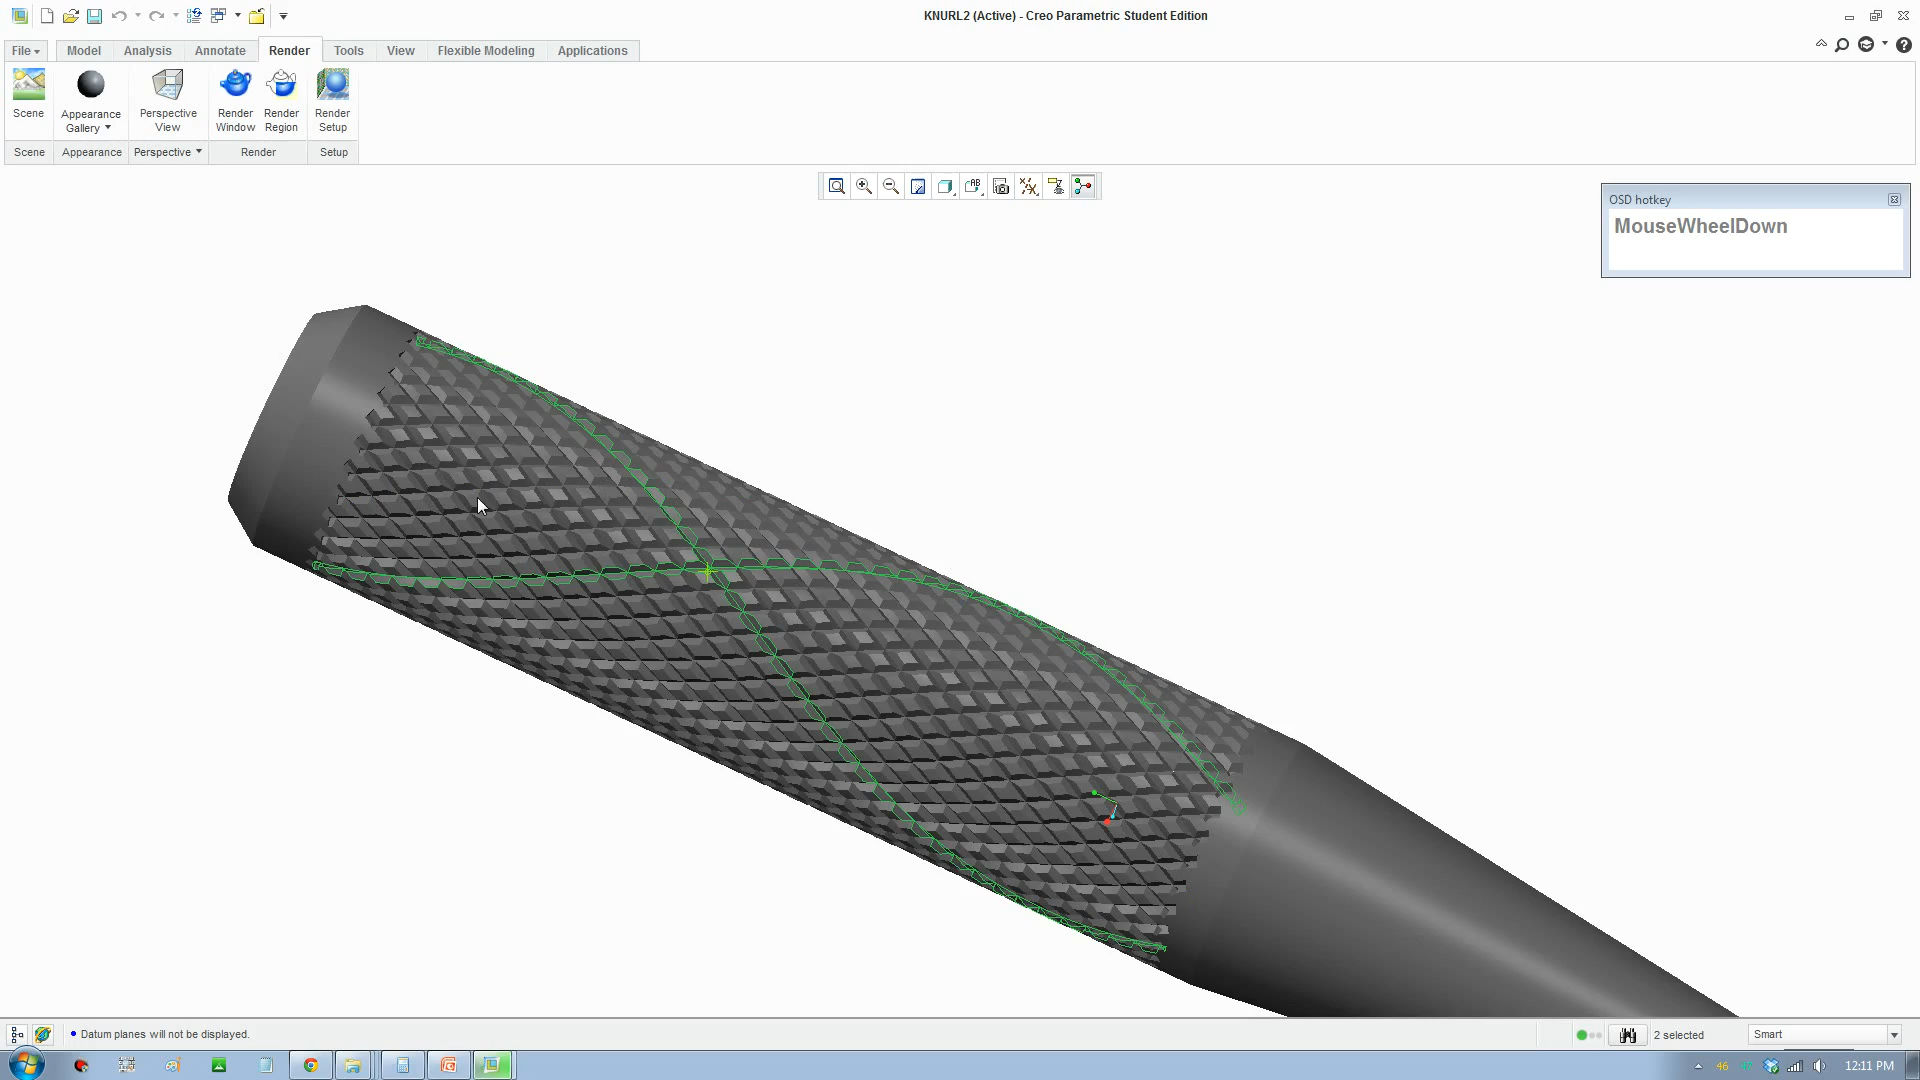 KNURL2 (Active) - Creo Parametric Student Edition
File Model Analysis Annotate Render Tools View Flexible Modeling Applications
Scene
Appearance
Gallery
Perspective
View
Render
Window
Render
Region
Render
Setup
Scene Appearance Perspective Render Setup
AB
OSD hotkey
MouseWheelDown
Datum planes will not be displayed.
2 selected
Smart
46
12:11 PM